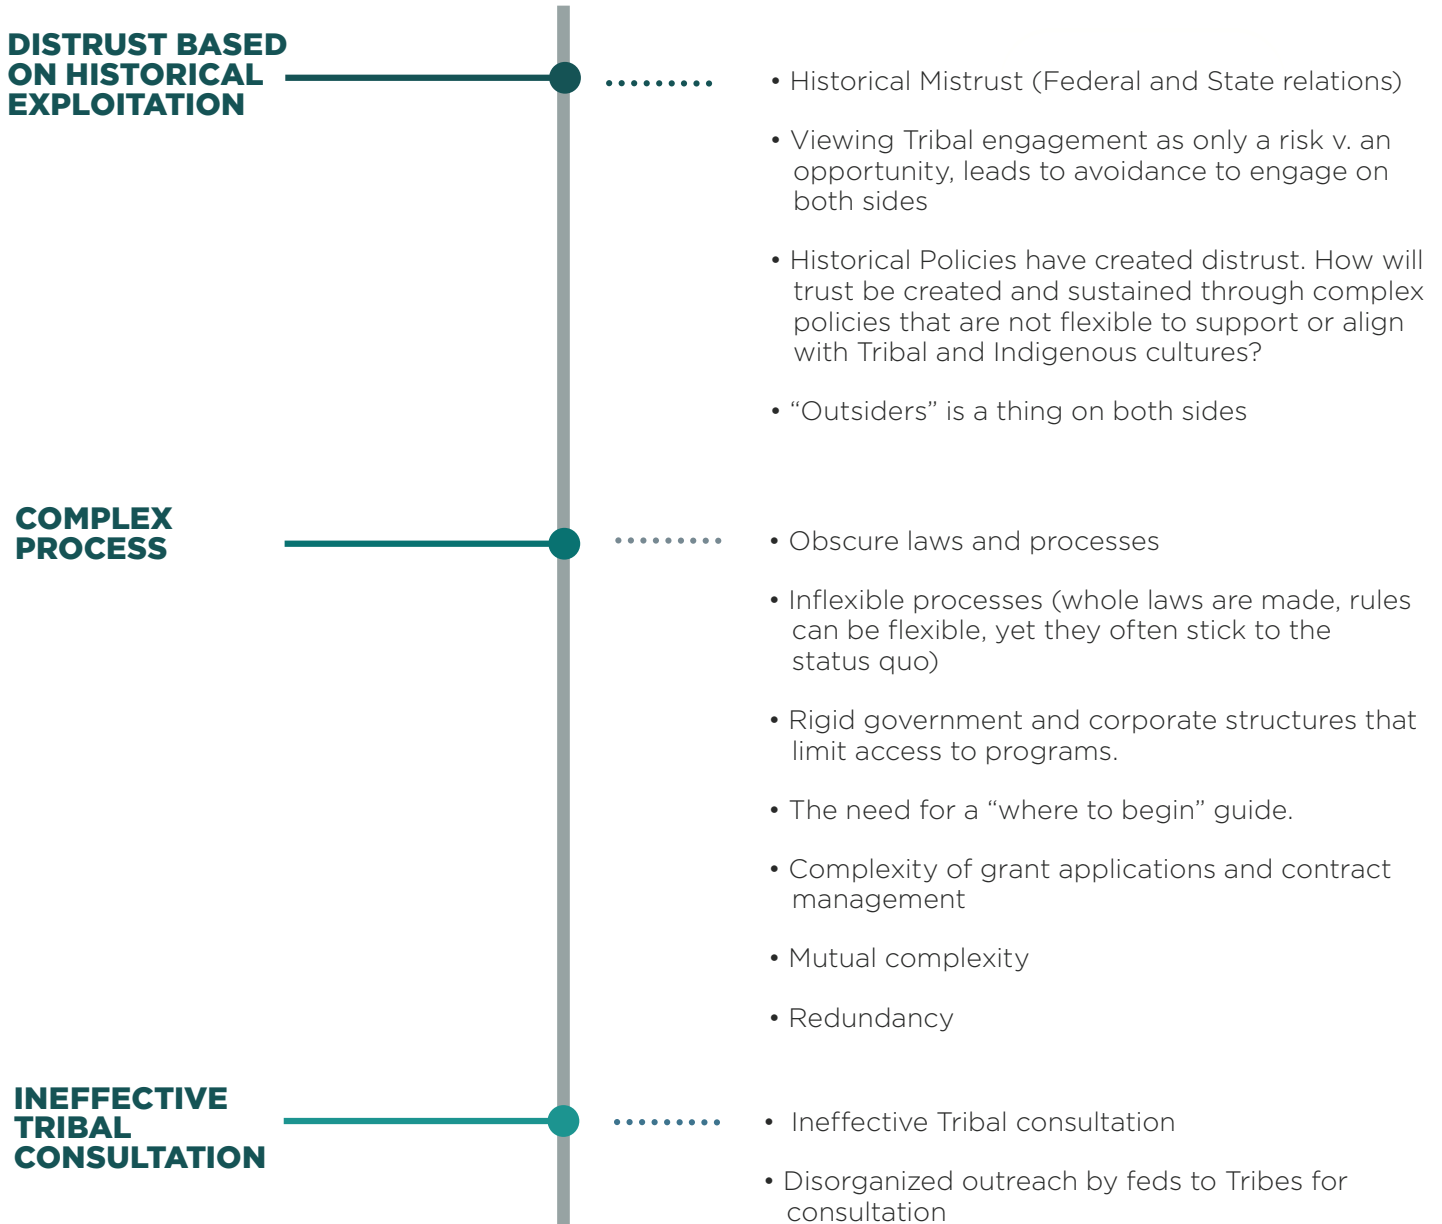 DISTRUST BASED
ON HISTORICAL
EXPLOITATION
• Historical Mistrust (Federal and State relations)
• Viewing Tribal engagement as only a risk v. an
opportunity, leads to avoidance to engage on
both sides
• Historical Policies have created distrust. How will
trust be created and sustained through complex
policies that are not flexible to support or align
with Tribal and Indigenous cultures?
• “Outsiders” is a thing on both sides
COMPLEX
PROCESS
• Obscure laws and processes
• Inflexible processes (whole laws are made, rules
can be flexible, yet they often stick to the
status quo)
• Rigid government and corporate structures that
limit access to programs.
• The need for a “where to begin” guide.
• Complexity of grant applications and contract
management
• Mutual complexity
• Redundancy
INEFFECTIVE
TRIBAL
CONSULTATION
• Ineffective Tribal consultation
• Disorganized outreach by feds to Tribes for
consultation